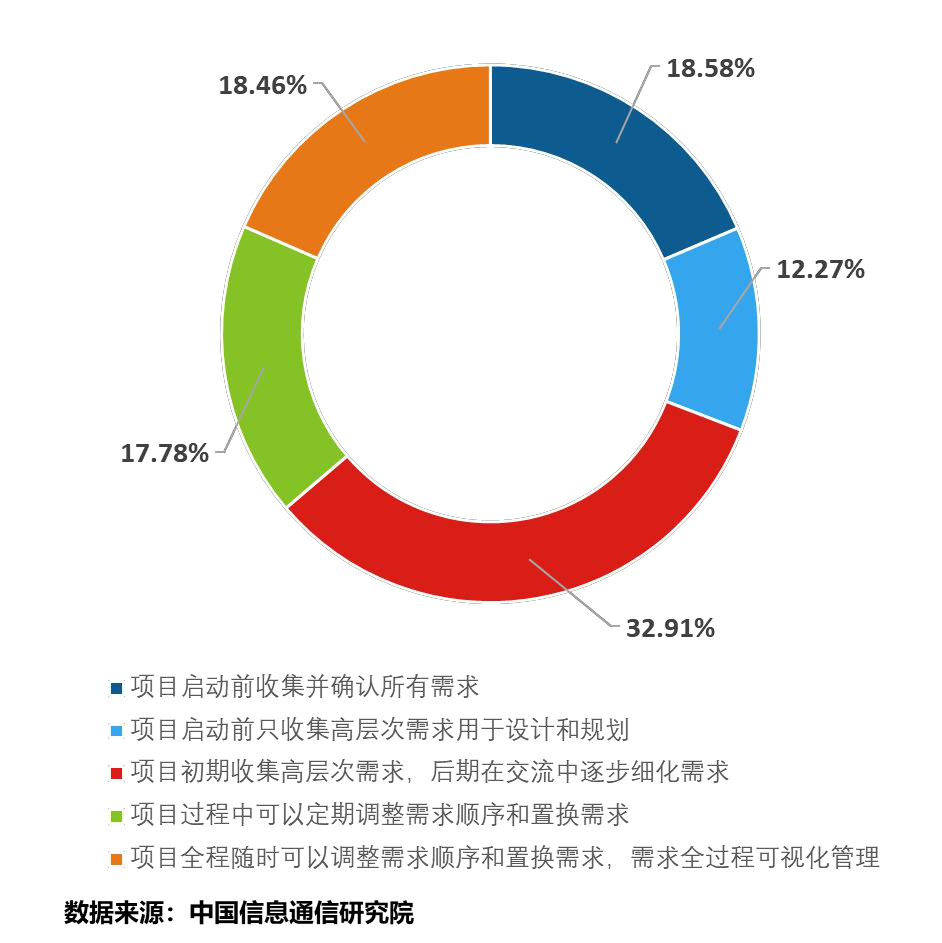 18.46%
18.58%
12.27%
17.78%
32.91%
项目启动前收集并确认所有需求
项目启动前只收集高层次需求用于设计和规划
项目初期收集高层次需求，后期在交流中逐步细化需求
项目过程中可以定期调整需求顺序和置换需求
项目全程随时可以调整需求顺序和置换需求，需求全过程可视化管理
数据来源：中国信息通信研究院